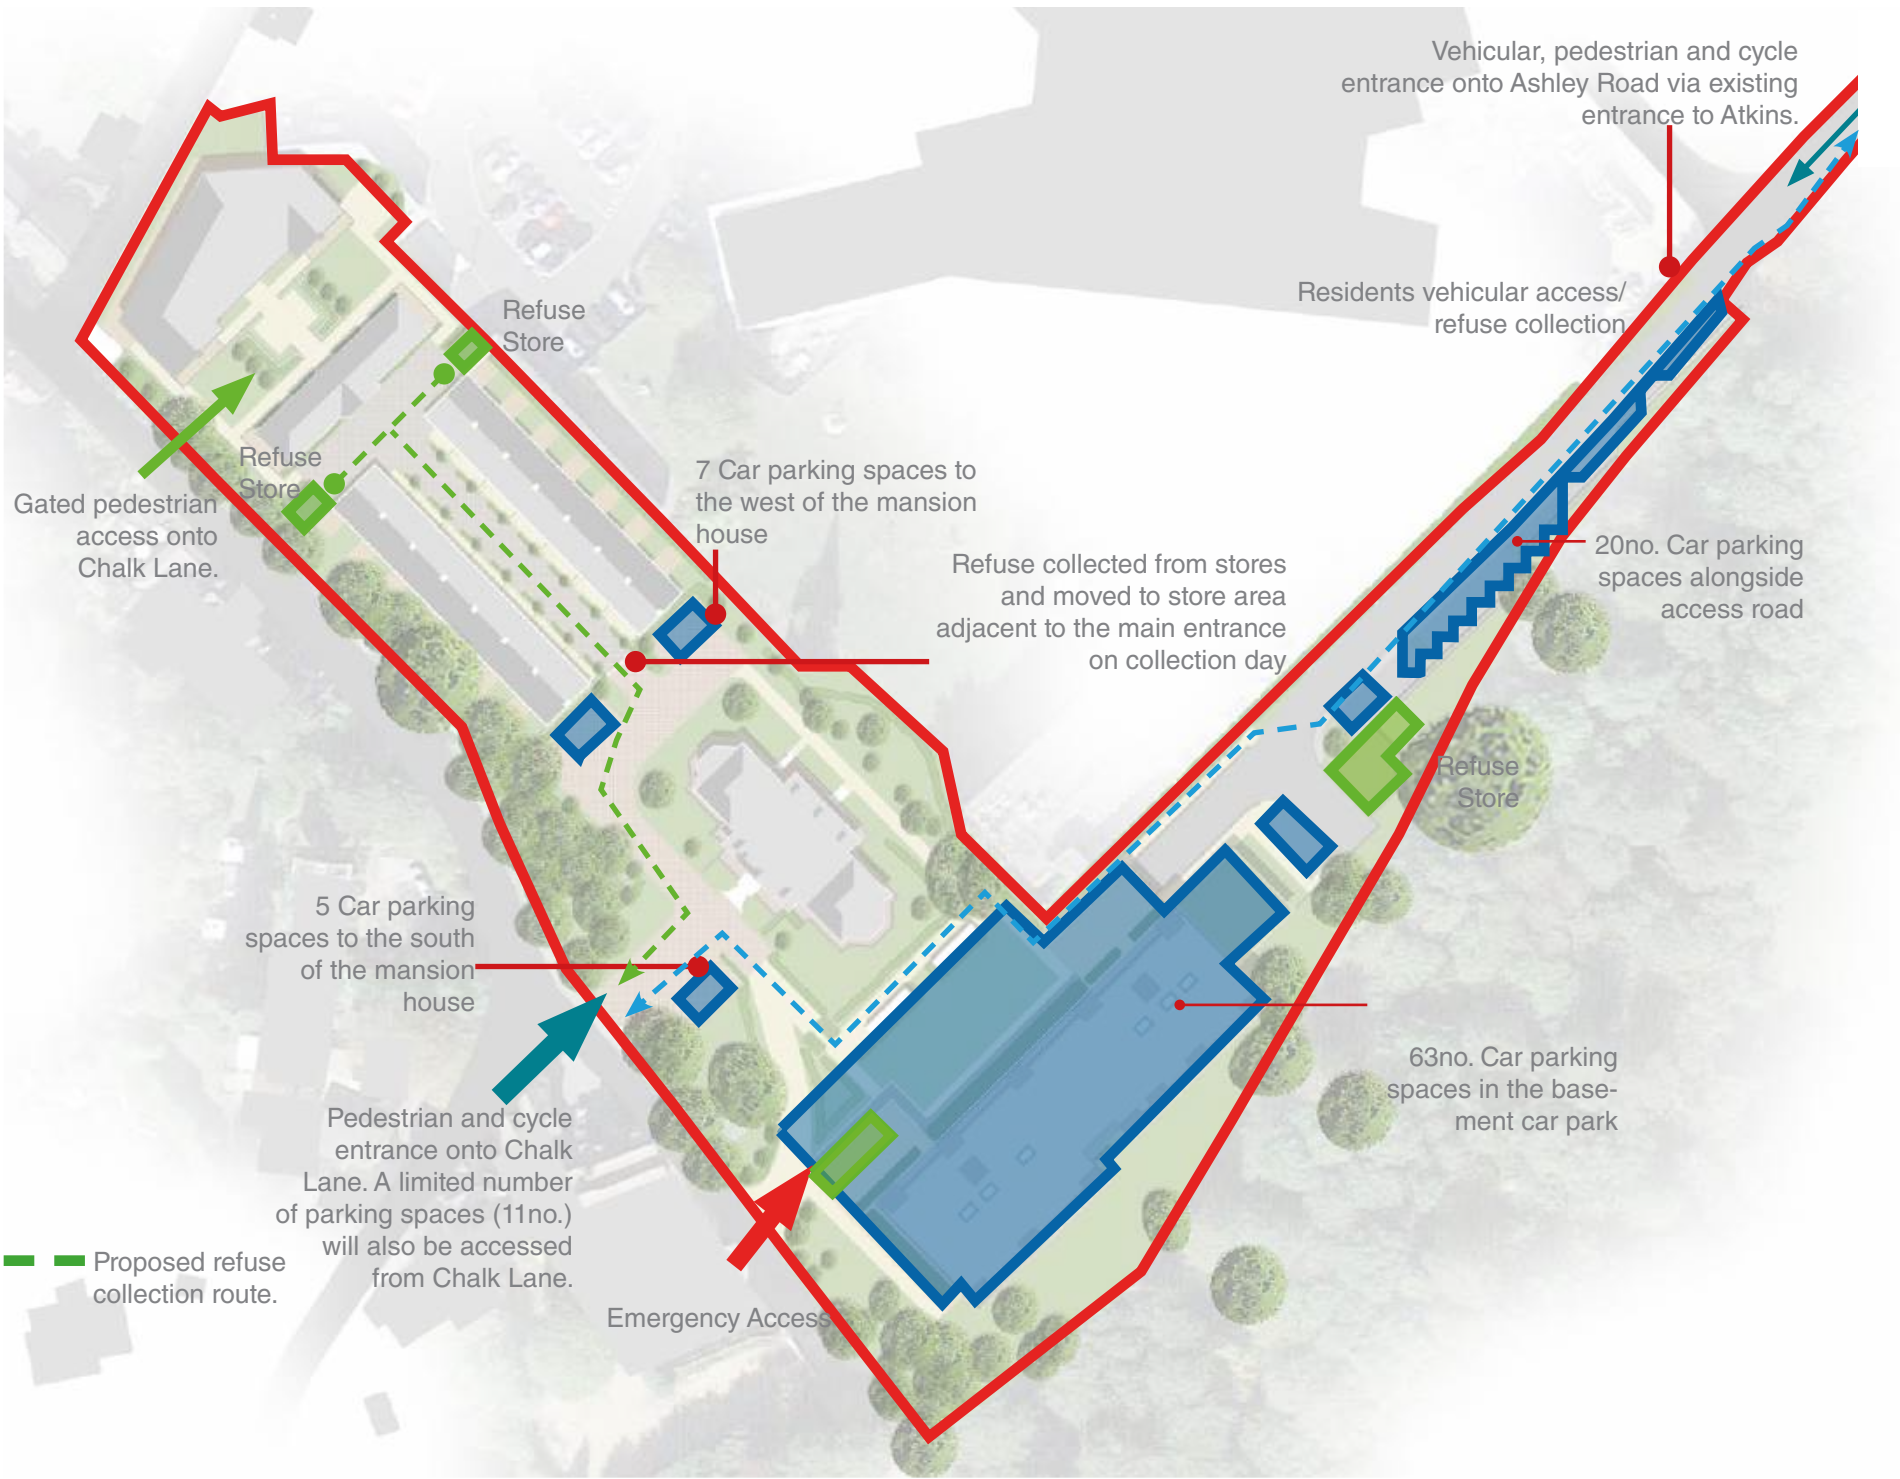 Vehicular, pedestrian and cycle
entrance onto Ashley Road via existing
entrance to Atkins.
Residents vehicular access/
refuse collection
Refuse
Store
Refuse
Store
Gated pedestrian
access onto
Chalk Lane.
7 Car parking spaces to
the west of the mansion
house
Refuse collected from stores
and moved to store area
adjacent to the main entrance
on collection day
20no. Car parking
spaces alongside
access road
Refuse
Store
5 Car parking
spaces to the south
of the mansion
house
63no. Car parking
spaces in the base-
ment car park
Pedestrian and cycle
entrance onto Chalk
Lane. A limited number
of parking spaces (11no.)
will also be accessed
from Chalk Lane.
Proposed refuse
collection route.
Emergency Access